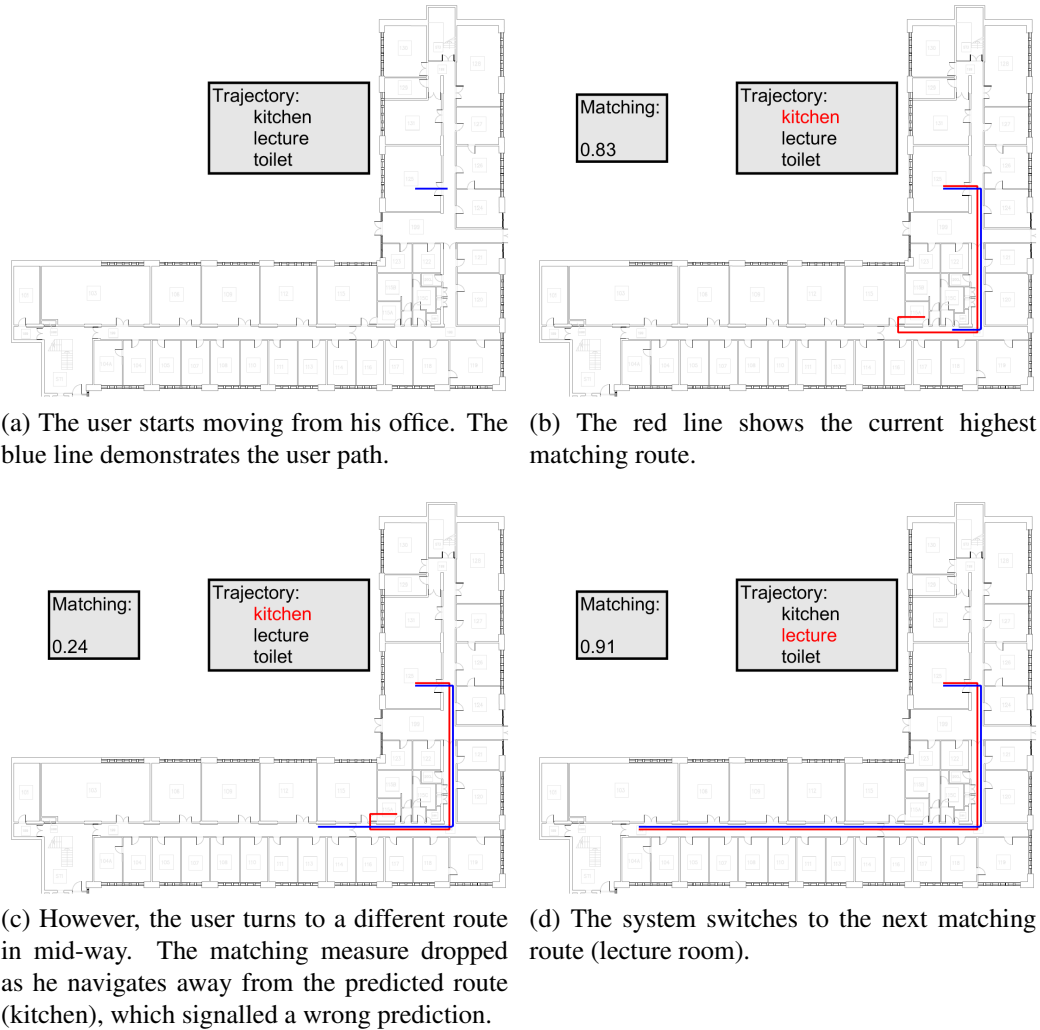 Trajectory:
kitchen
lecture
toilet
(a) The user starts moving from his office. The
blue line demonstrates the user path.
Matching:
0.83
Trajectory:
kitchen
lecture
toilet
(b) The red line shows the current highest
matching route.
Matching:
0.24
Trajectory:
kitchen
lecture
toilet
(c) However, the user turns to a different route
in mid-way. The matching measure dropped
as he navigates away from the predicted route
(kitchen), which signalled a wrong prediction.
Matching:
0.91
Trajectory:
kitchen
lecture
toilet
(d) The system switches to the next matching
route (lecture room).